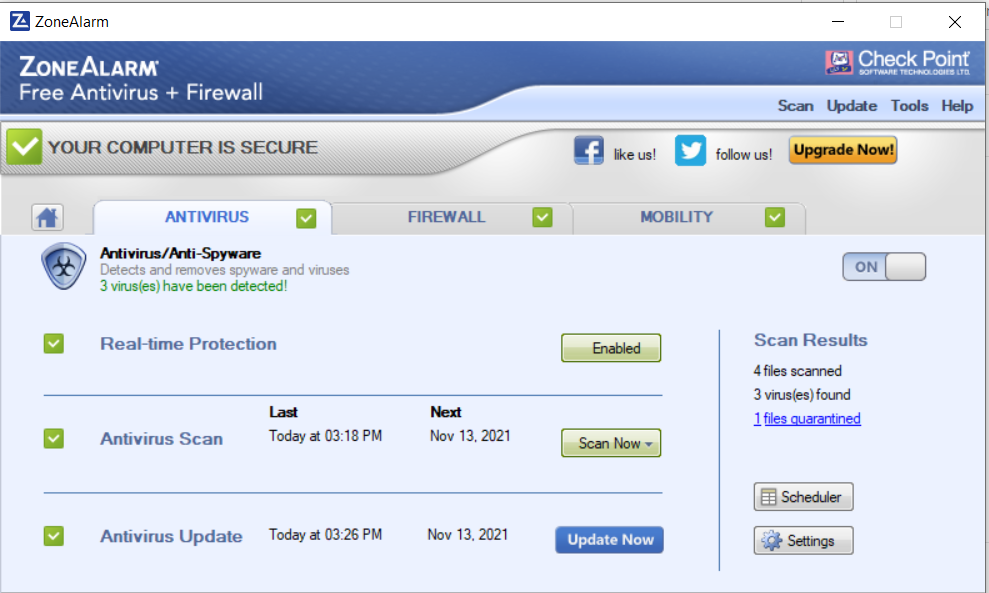 ZoneAlarm
ZONEALARM
Free Antivirus + Firewall
Check Point
SOFTWARE TECHNOLOGIES LTD.
Scan Update Tools Help
YOUR COMPUTER IS SECURE
like us! follow us! Upgrade Now!
ANTIVIRUS FIREWALL MOBILITY
Antivirus/Anti-Spyware
Detects and removes spyware and viruses
3 virus(es) have been detected!
ON
Real-time Protection Enabled
Last Next
Antivirus Scan Today at 03:18 PM Nov 13, 2021 Scan Now
Antivirus Update Today at 03:26 PM Nov 13, 2021 Update Now
Scan Results
4 files scanned
3 virus(es) found
1 files quarantined
Scheduler
Settings